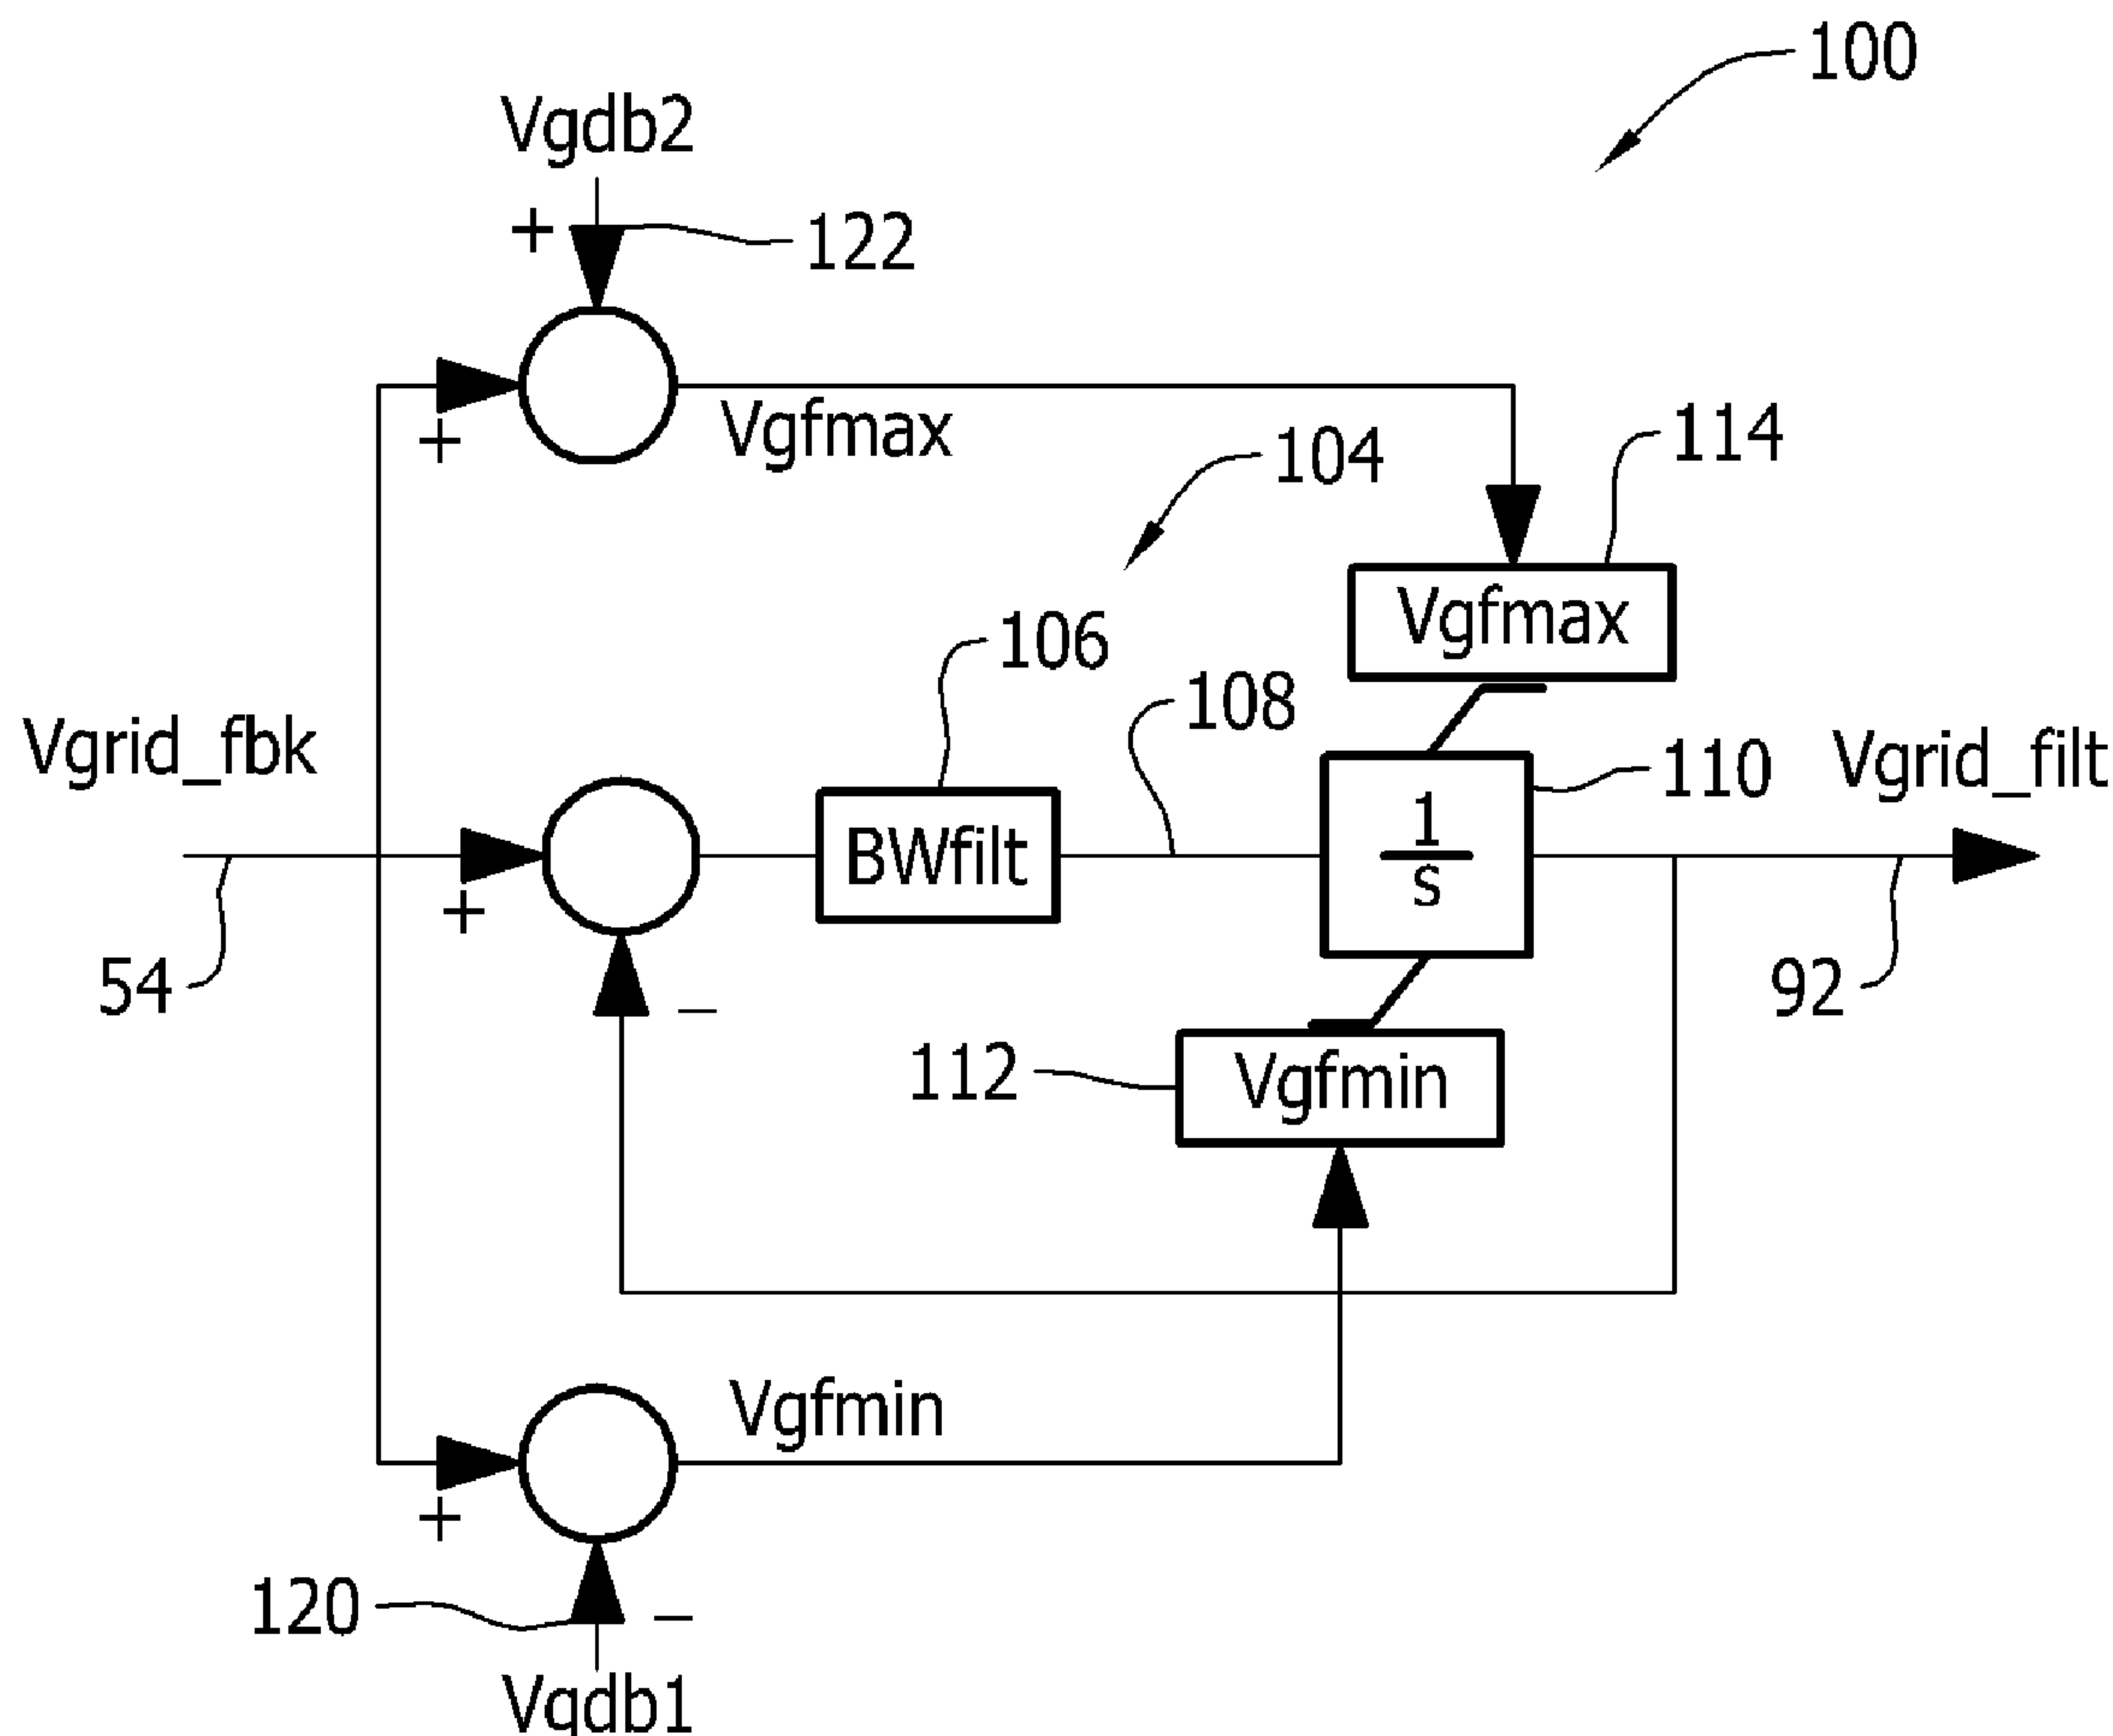 100
Vgdb2
+
122
+
Vgfmax
114
104
Vgfmax
106
108
Vgrid_fbk
110
Vgrid_filt
1
s
BWfilt
+
54
92
−
112
Vgfmin
Vgfmin
+
120
−
Vgdb1